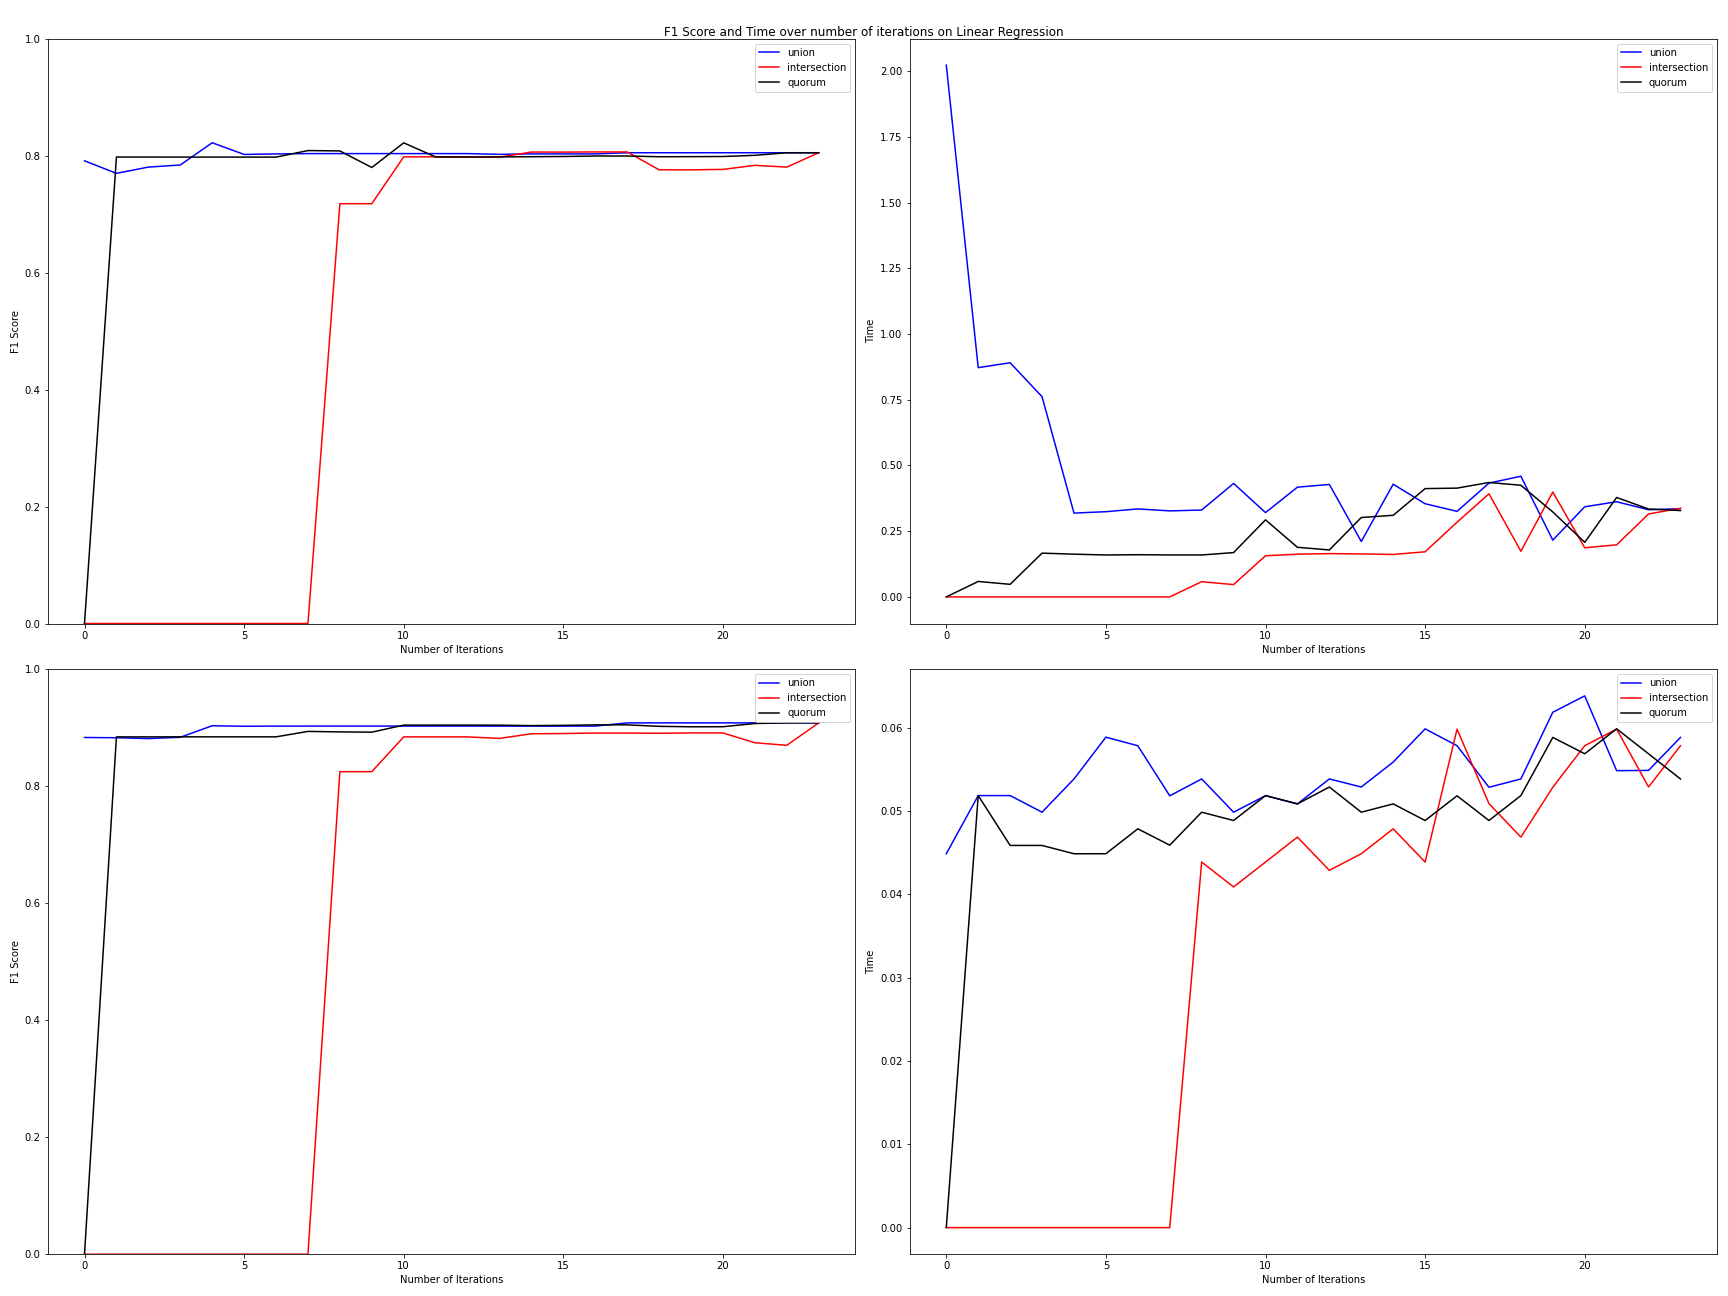 F1 Score and Time over number of iterations on Linear Regression
1.0
0.8
0.6
0.4
0.2
0.0
F1 Score
0
5
10
15
20
Number of Iterations
union
intersection
quorum
2.00
1.75
1.50
1.25
1.00
0.75
0.50
0.25
0.00
Time
0
5
10
15
20
Number of Iterations
union
intersection
quorum
1.0
0.8
0.6
0.4
0.2
0.0
F1 Score
0
5
10
15
20
Number of Iterations
union
intersection
quorum
0.06
0.05
0.04
0.03
0.02
0.01
0.00
Time
0
5
10
15
20
Number of Iterations
union
intersection
quorum